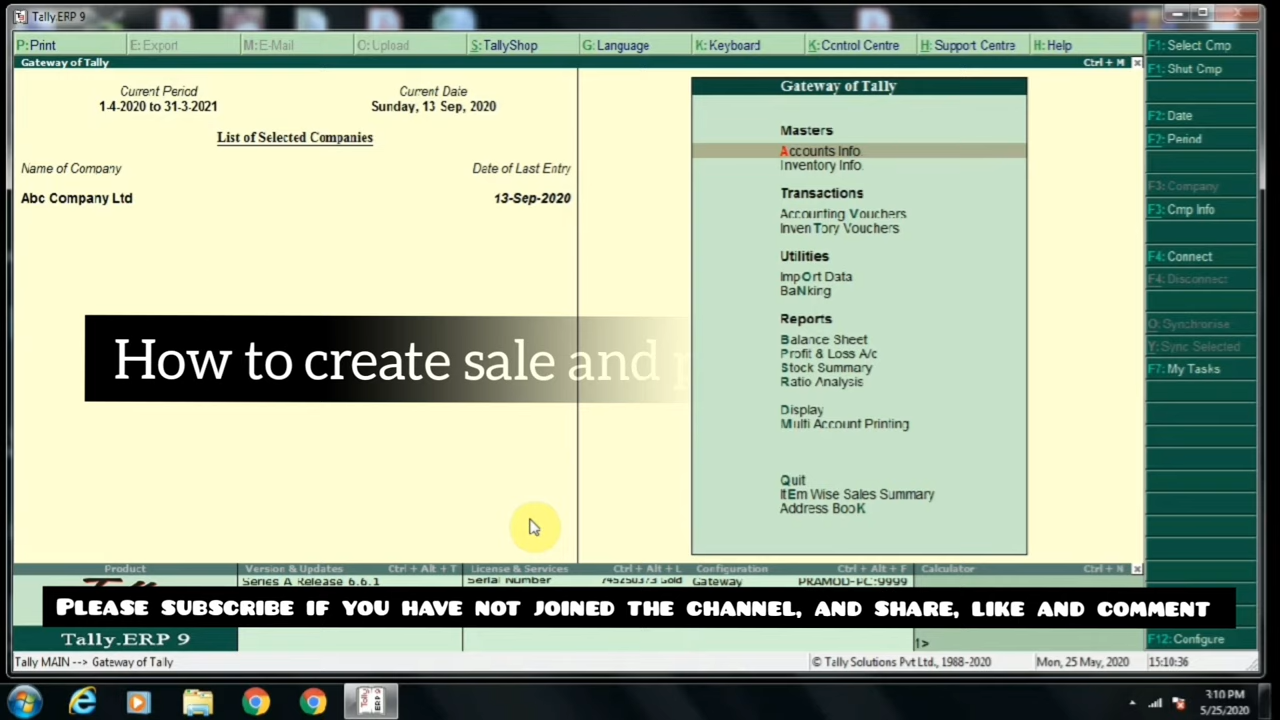 Tally.ERP 9
P: Print
E: Export
M: E-Mail
O: Upload
S: TallyShop
G: Language
K: Keyboard
K: Control Centre
H: Support Centre
H: Help
Gateway of Tally
Ctrl + M
Current Period
1-4-2020 to 31-3-2021
Current Date
Sunday, 13 Sep, 2020
List of Selected Companies
Name of Company
Date of Last Entry
Abc Company Ltd
13-Sep-2020
How to create sale and
Gateway of Tally
Masters
Accounts Info.
Inventory Info.
Transactions
Accounting Vouchers
InvenTory Vouchers
Utilities
ImpOrt Data
BaNking
Reports
Balance Sheet
Profit & Loss A/c
Stock Summary
Ratio Analysis
Display
Multi Account Printing
Quit
ItEm Wise Sales Summary
Address BooK
F1: Select Cmp
F1: Shut Cmp
F2: Date
F2: Period
F3: Company
F3: Cmp Info
F4: Connect
F4: Disconnect
O: Synchronise
Y: Sync Selected
F7: My Tasks
F12: Configure
Product
Version & Updates
Ctrl + Alt + T
License & Services
Ctrl + Alt + L
Configuration
Ctrl + Alt + F
Calculator
Ctrl + N
Series A Release 6.6.1
Serial Number
745250373 Gold
Gateway
PRAMOD-PC:9999
Please subscribe if you have not joined the channel, and share, like and comment
Tally.ERP 9
1>
Tally MAIN --> Gateway of Tally
© Tally Solutions Pvt Ltd., 1988-2020
Mon, 25 May, 2020
15:10:36
3:10 PM
5/25/2020